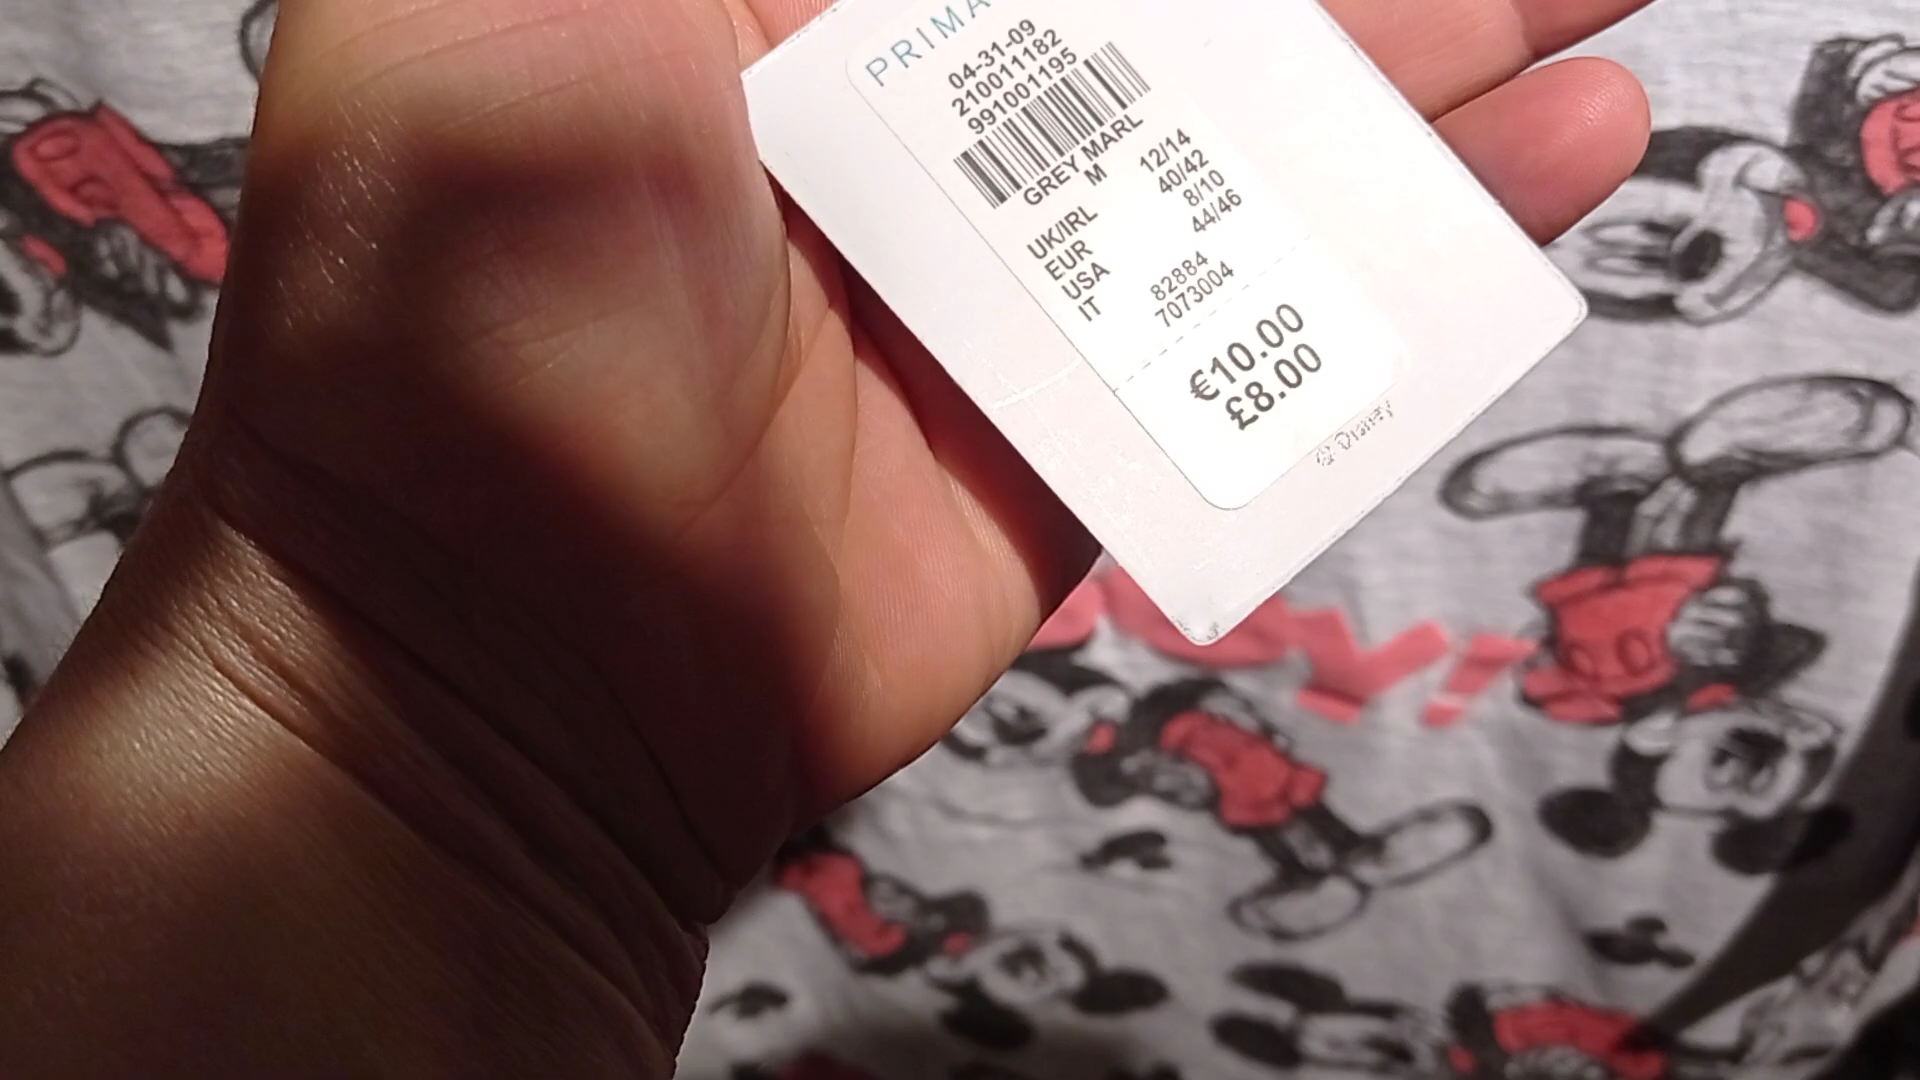 PRIMA
04-31-09
210011182
991001195
GREY MARL
M
UK/IRL 12/14
EUR 40/42
USA 8/10
IT 44/46
82884
7073004
€10.00
£8.00
© Disney